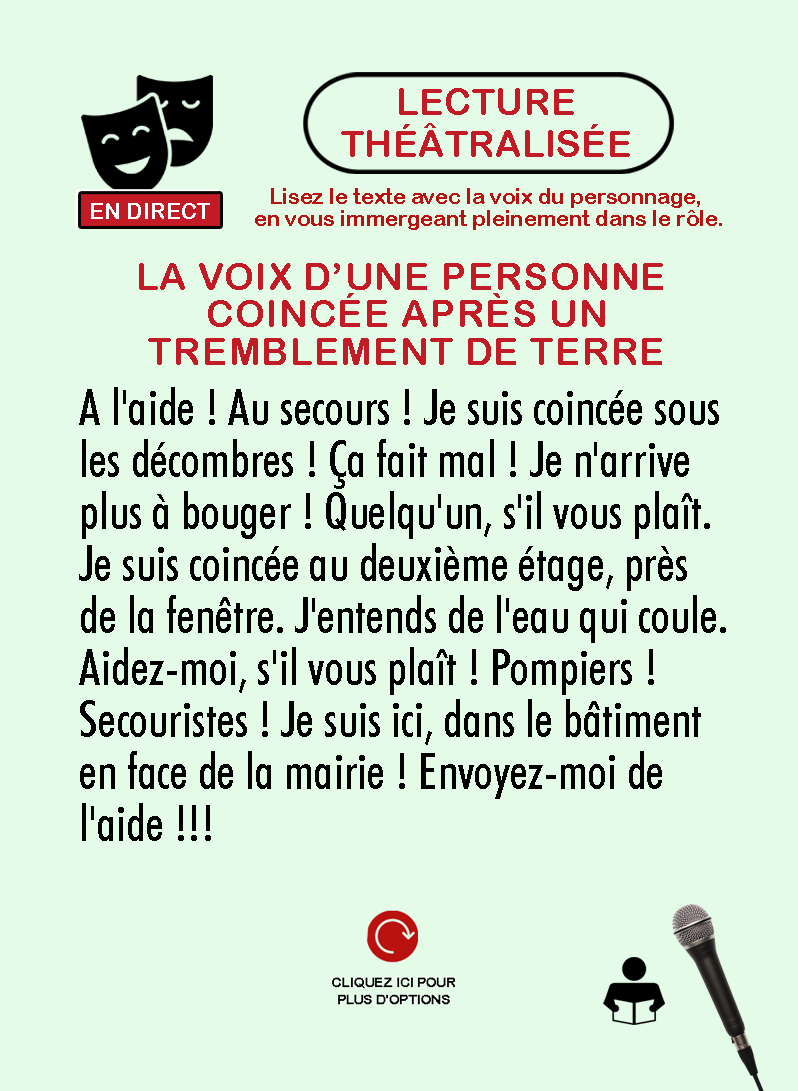 LECTURE
THÉÂTRALISÉE
EN DIRECT
Lisez le texte avec la voix du personnage,
en vous immergeant pleinement dans le rôle.
LA VOIX D’UNE PERSONNE
COINCÉE APRÈS UN
TREMBLEMENT DE TERRE
A l'aide ! Au secours ! Je suis coincée sous
les décombres ! Ça fait mal ! Je n'arrive
plus à bouger ! Quelqu'un, s'il vous plaît.
Je suis coincée au deuxième étage, près
de la fenêtre. J'entends de l'eau qui coule.
Aidez-moi, s'il vous plaît ! Pompiers !
Secouristes ! Je suis ici, dans le bâtiment
en face de la mairie ! Envoyez-moi de
l'aide !!!
CLIQUEZ ICI POUR
PLUS D'OPTIONS